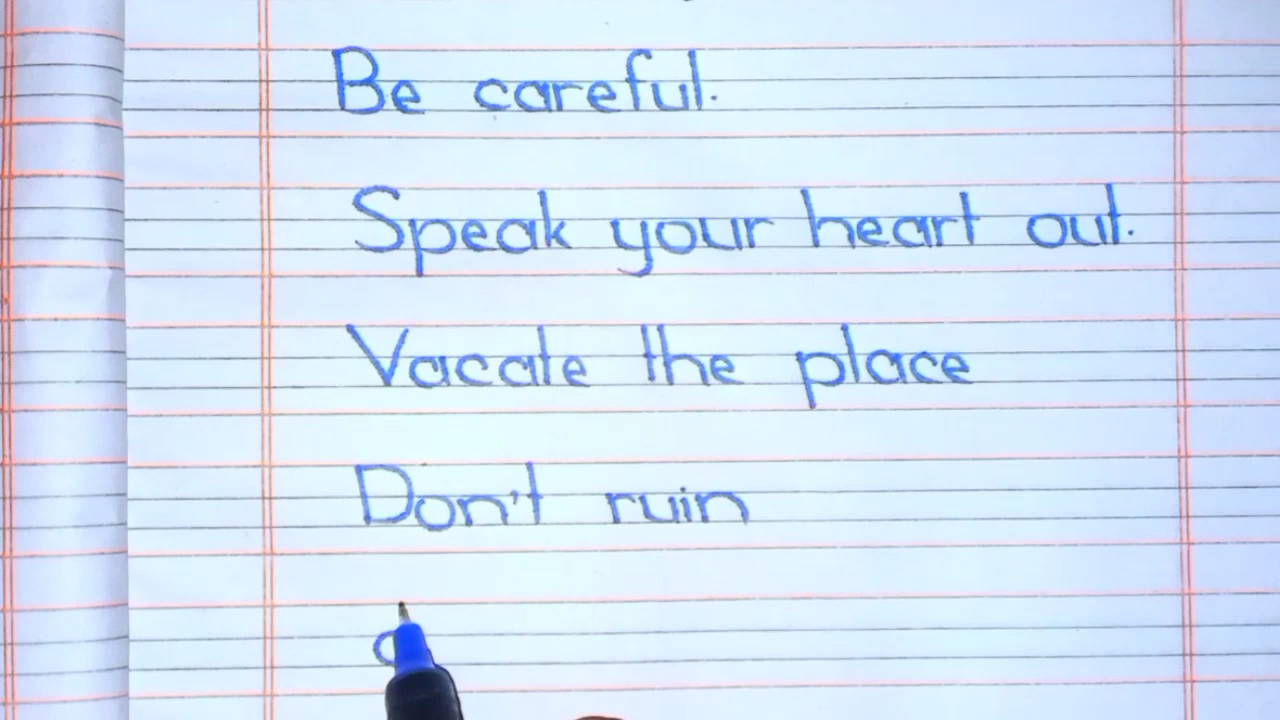 Be careful.
Speak your heart out.
Vacate the place
Don't ruin